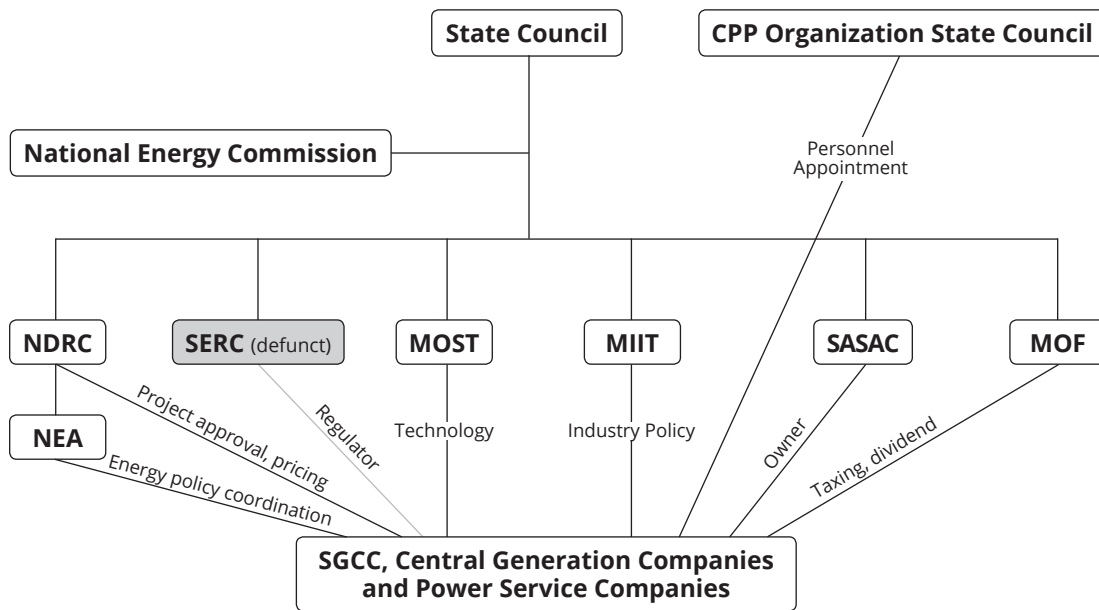 State Council
CPP Organization State Council
National Energy Commission
Personnel
Appointment
NDRC
SERC (defunct)
MOST
MIIT
SASAC
MOF
NEA
Project approval, pricing
Regulator
Technology
Industry Policy
Owner
Taxing, dividend
Energy policy coordination
SGCC, Central Generation Companies
and Power Service Companies